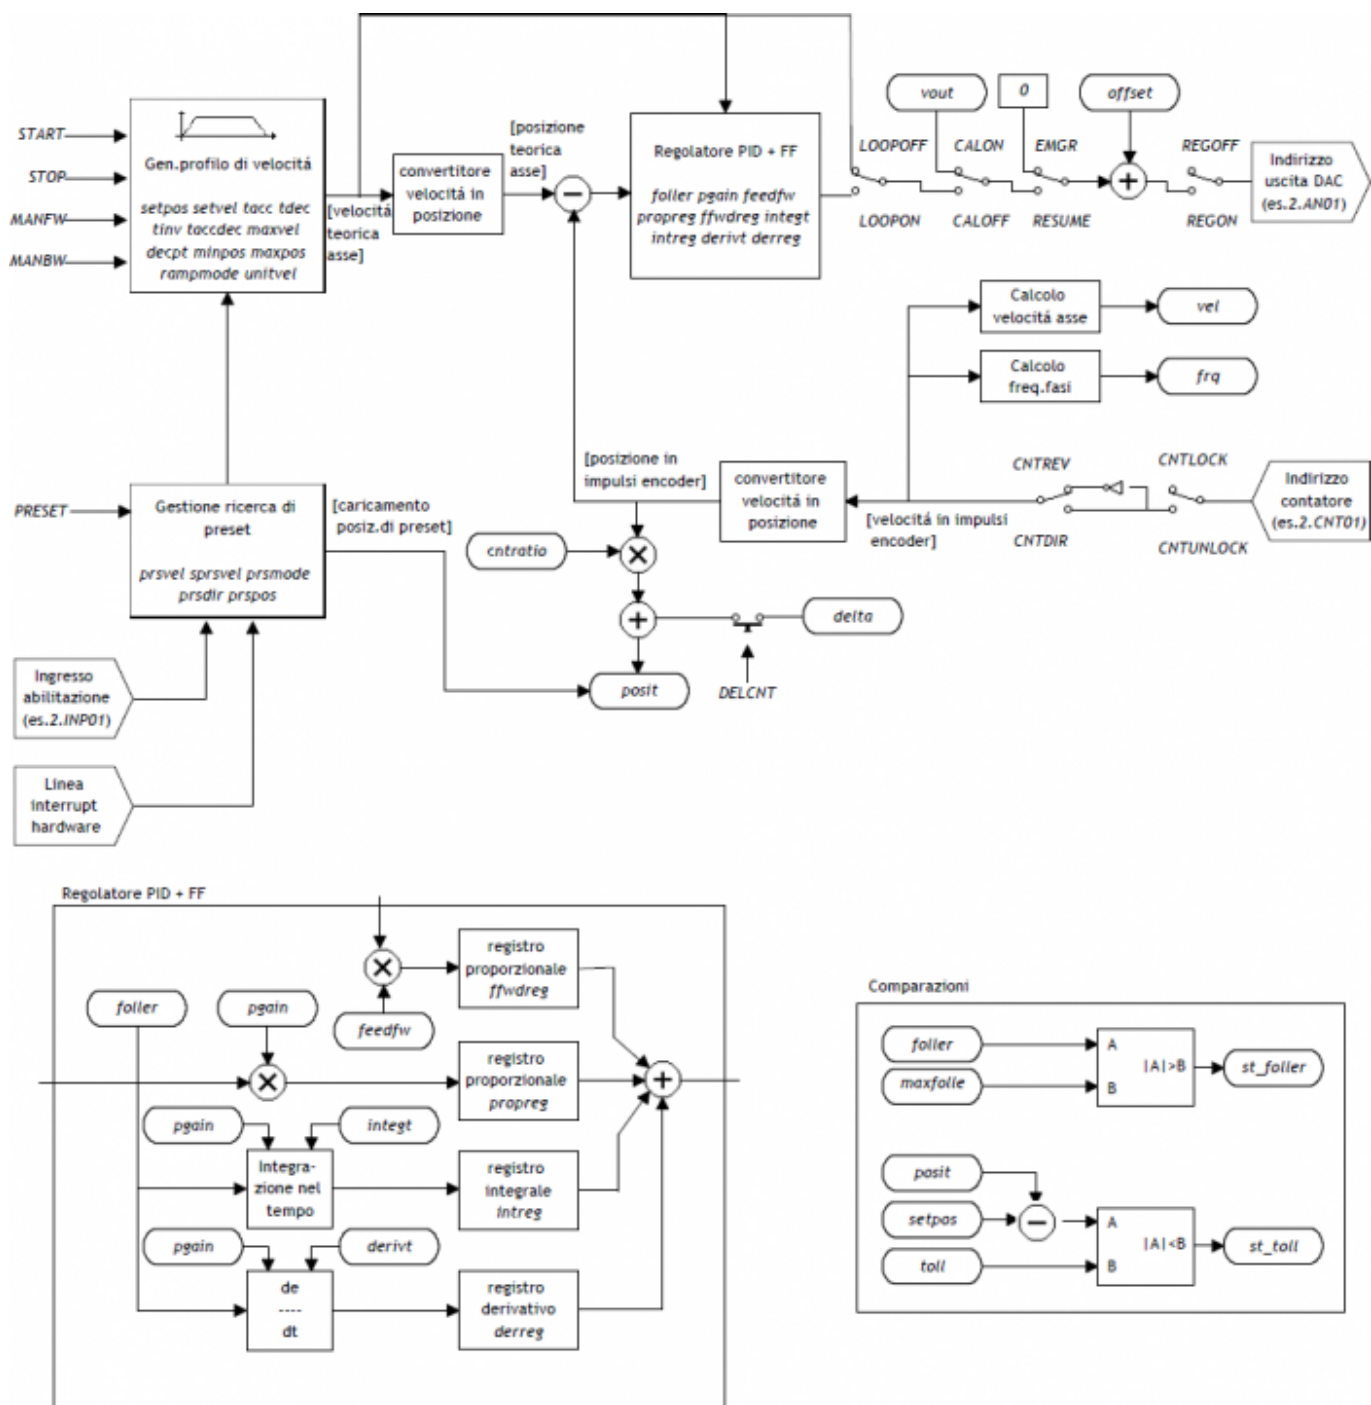 START
STOP
MANFW
MANBW
Gen.profilo di velocitá
setpos setvel tacc tdec
tinv taccdec maxvel
decpt minpos maxpos
rampmode unitvel
[velocitá
teorica
asse]
convertitore
velocitá in
posizione
[posizione
teorica
asse]
Regolatore PID + FF
foller pgain feedfw
propreg ffwdreg integt
intreg derivt derreg
vout
0
offset
LOOPOFF
CALON
EMGR
REGOFF
LOOPON
CALOFF
RESUME
REGON
Indirizzo
uscita DAC
(es.2.AN01)
Calcolo
velocitá asse
vel
Calcolo
freq.fasi
frq
PRESET
Gestione ricerca di
preset
prsvel sprsvel prsmode
prsdir prspos
[caricamento
posiz.di preset]
[posizione in
impulsi encoder]
convertitore
velocitá in
posizione
[velocitá in impulsi
encoder]
CNTREV
CNTDIR
CNTLOCK
CNTUNLOCK
Indirizzo
contatore
(es.2.CNT01)
cntratio
delta
DELCNT
posit
Ingresso
abilitazione
(es.2.INP01)
Linea
interrupt
hardware
Regolatore PID + FF
foller
pgain
feedfw
registro
proporzionale
ffwdreg
registro
proporzionale
propreg
pgain
integt
Integra-
zione nel
tempo
registro
integrale
intreg
pgain
derivt
de
----
dt
registro
derivativo
derreg
Comparazioni
foller
maxfolle
A
B
|A|>B
st_foller
posit
setpos
toll
A
B
|A|<B
st_toll